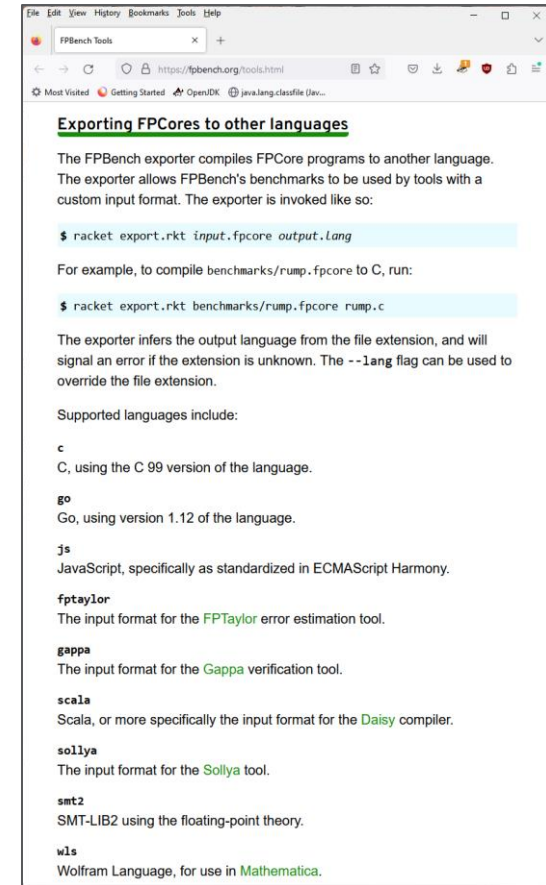 File Edit View History Bookmarks Tools Help
FPBench Tools
https://fpbench.org/tools.html
Most Visited Getting Started OpenJDK java.lang.classfile (Jav...
Exporting FPCores to other languages
The FPBench exporter compiles FPCore programs to another language.
The exporter allows FPBench's benchmarks to be used by tools with a
custom input format. The exporter is invoked like so:
$ racket export.rkt input.fpcore output.lang
For example, to compile benchmarks/rump.fpcore to C, run:
$ racket export.rkt benchmarks/rump.fpcore rump.c
The exporter infers the output language from the file extension, and will
signal an error if the extension is unknown. The --lang flag can be used to
override the file extension.
Supported languages include:
c
C, using the C 99 version of the language.
go
Go, using version 1.12 of the language.
js
JavaScript, specifically as standardized in ECMAScript Harmony.
fptaylor
The input format for the FPTaylor error estimation tool.
gappa
The input format for the Gappa verification tool.
scala
Scala, or more specifically the input format for the Daisy compiler.
sollya
The input format for the Sollya tool.
smt2
SMT-LIB2 using the floating-point theory.
wls
Wolfram Language, for use in Mathematica.